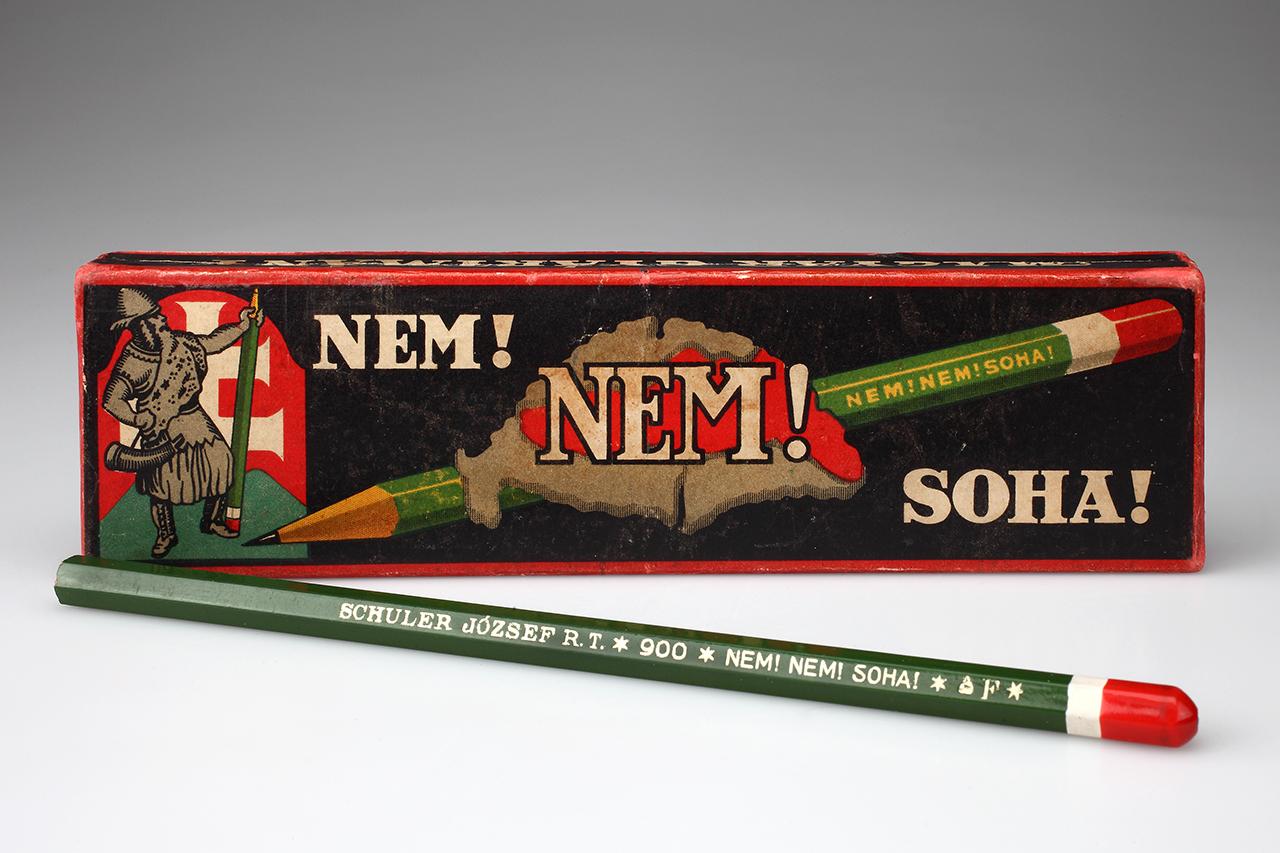 NEM!
NEM!
NEM! NEM! SOHA!
SOHA!
SCHULER JÓZSEF R.T. ✶ 900 ✶ NEM! NEM! SOHA! ✶ F ✶